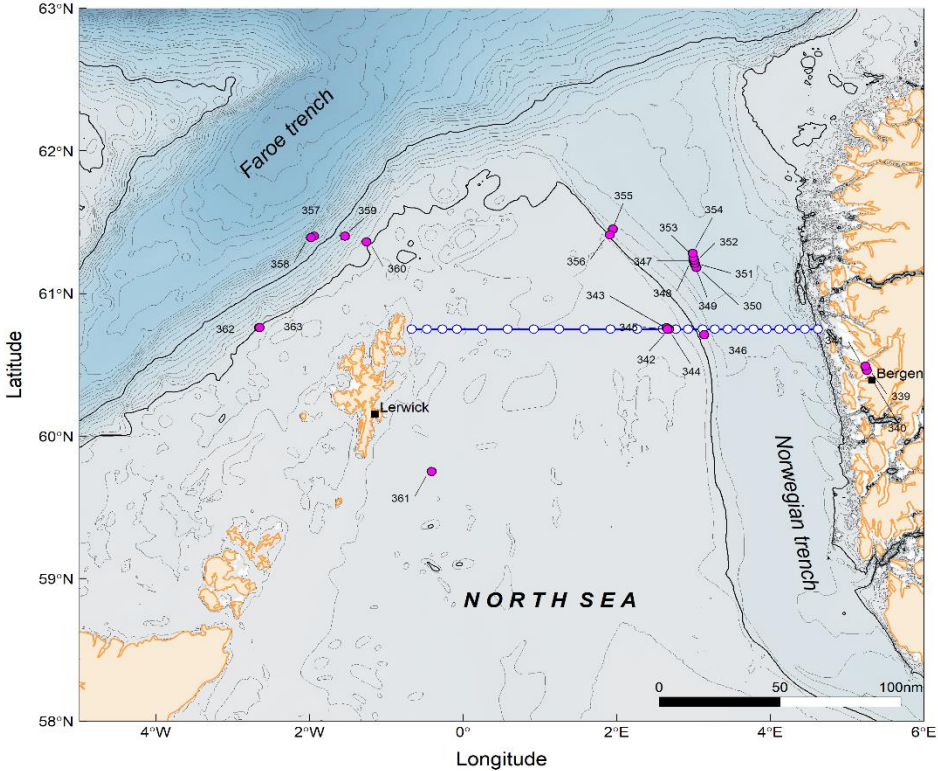 63°N
62°N
61°N
60°N
59°N
58°N
Latitude
Faroe trench
357
359
358
360
362
363
355
356
354
353
352
347
351
348
349
350
343
345
342
344
346
341
Bergen
339
340
Lerwick
361
Norwegian trench
NORTH SEA
0
50
100nm
4°W
2°W
0°
2°E
4°E
6°E
Longitude